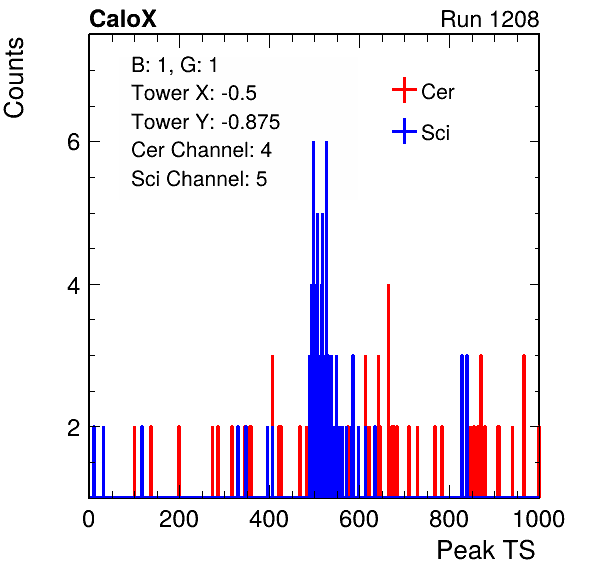 CaloX
Run 1208
Counts
B: 1, G: 1
Tower X: -0.5
Tower Y: -0.875
Cer Channel: 4
Sci Channel: 5
Cer
Sci
6
4
2
0 200 400 600 800 1000
Peak TS